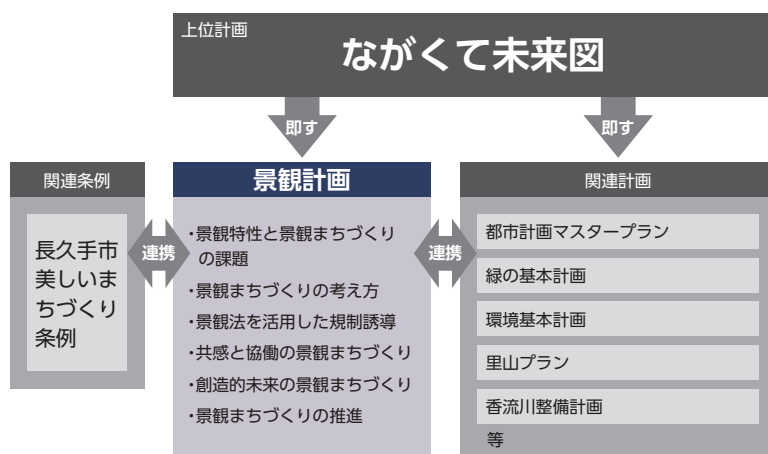 上位計画
ながくて未来図
即す
即す
関連条例
長久手市
美しいま
ちづくり
条例
連携
景観計画
・景観特性と景観まちづくり
の課題
・景観まちづくりの考え方
・景観法を活用した規制誘導
・共感と協働の景観まちづくり
・創造的未来の景観まちづくり
・景観まちづくりの推進
連携
関連計画
都市計画マスタープラン
緑の基本計画
環境基本計画
里山プラン
香流川整備計画
等